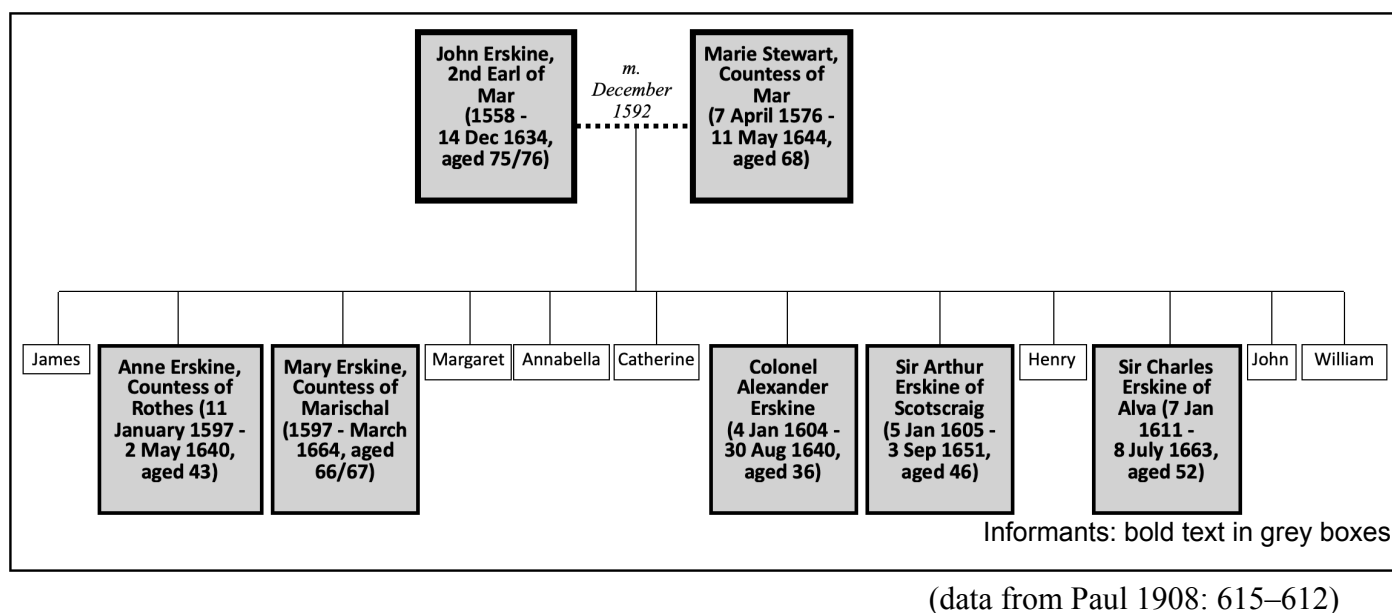 John Erskine,
2nd Earl of
Mar
(1558 -
14 Dec 1634,
aged 75/76)
m.
December
1592
Marie Stewart,
Countess of
Mar
(7 April 1576 -
11 May 1644,
aged 68)
James
Anne Erskine,
Countess of
Rothes (11
January 1597 -
2 May 1640,
aged 43)
Mary Erskine,
Countess of
Marischal
(1597 - March
1664, aged
66/67)
Margaret
Annabella
Catherine
Colonel
Alexander
Erskine
(4 Jan 1604 -
30 Aug 1640,
aged 36)
Sir Arthur
Erskine of
Scotscraig
(5 Jan 1605 -
3 Sep 1651,
aged 46)
Henry
Sir Charles
Erskine of
Alva (7 Jan
1611 -
8 July 1663,
aged 52)
John
William
Informants: bold text in grey boxes
(data from Paul 1908: 615–612)